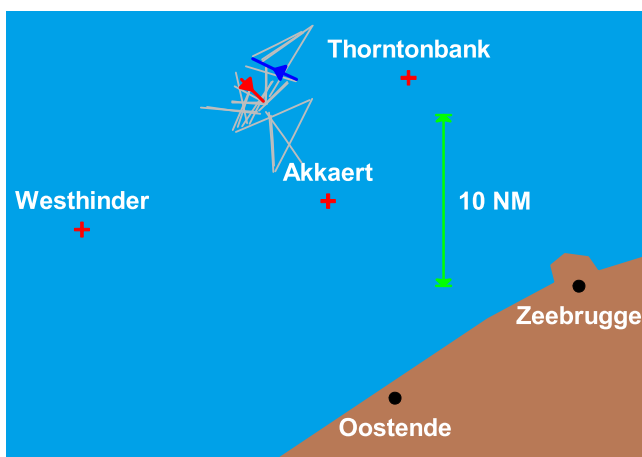 Thorntonbank
Akkaert
Westhinder
10 NM
Zeebrugge
Oostende